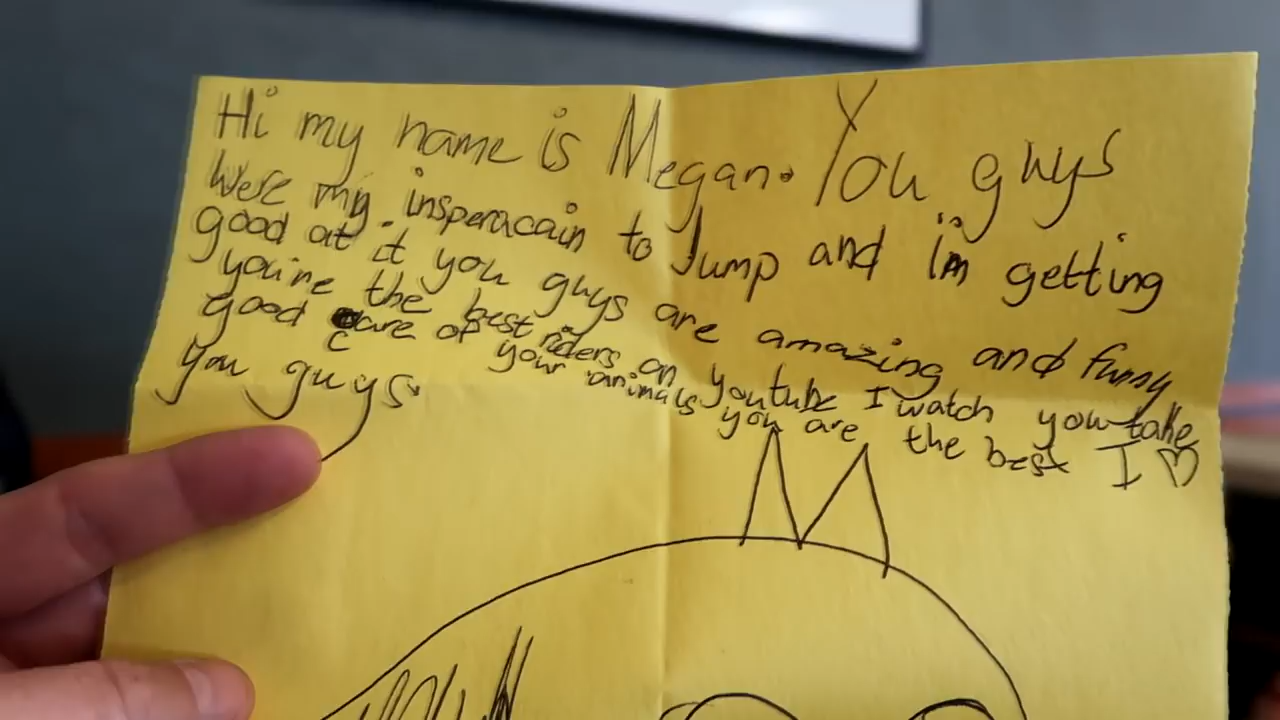 Hi my name is Megan. You guys
were my insperacain to Jump and im getting
good at it you guys are amazing and funny
you're the best riders on youtube I watch you take
good care of your animals you are the best I ♡
you guys.